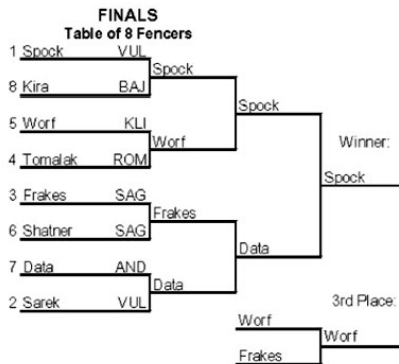 FINALS
Table of 8 Fencers
1 Spock VUL
Spock
8 Kira BAJ
Spock
5 Worf KLI
Worf
4 Tomalak ROM
Winner:
Spock
3 Frakes SAG
Frakes
6 Shatner SAG
Data
7 Data AND
Data
2 Sarek VUL
3rd Place:
Worf
Worf
Frakes